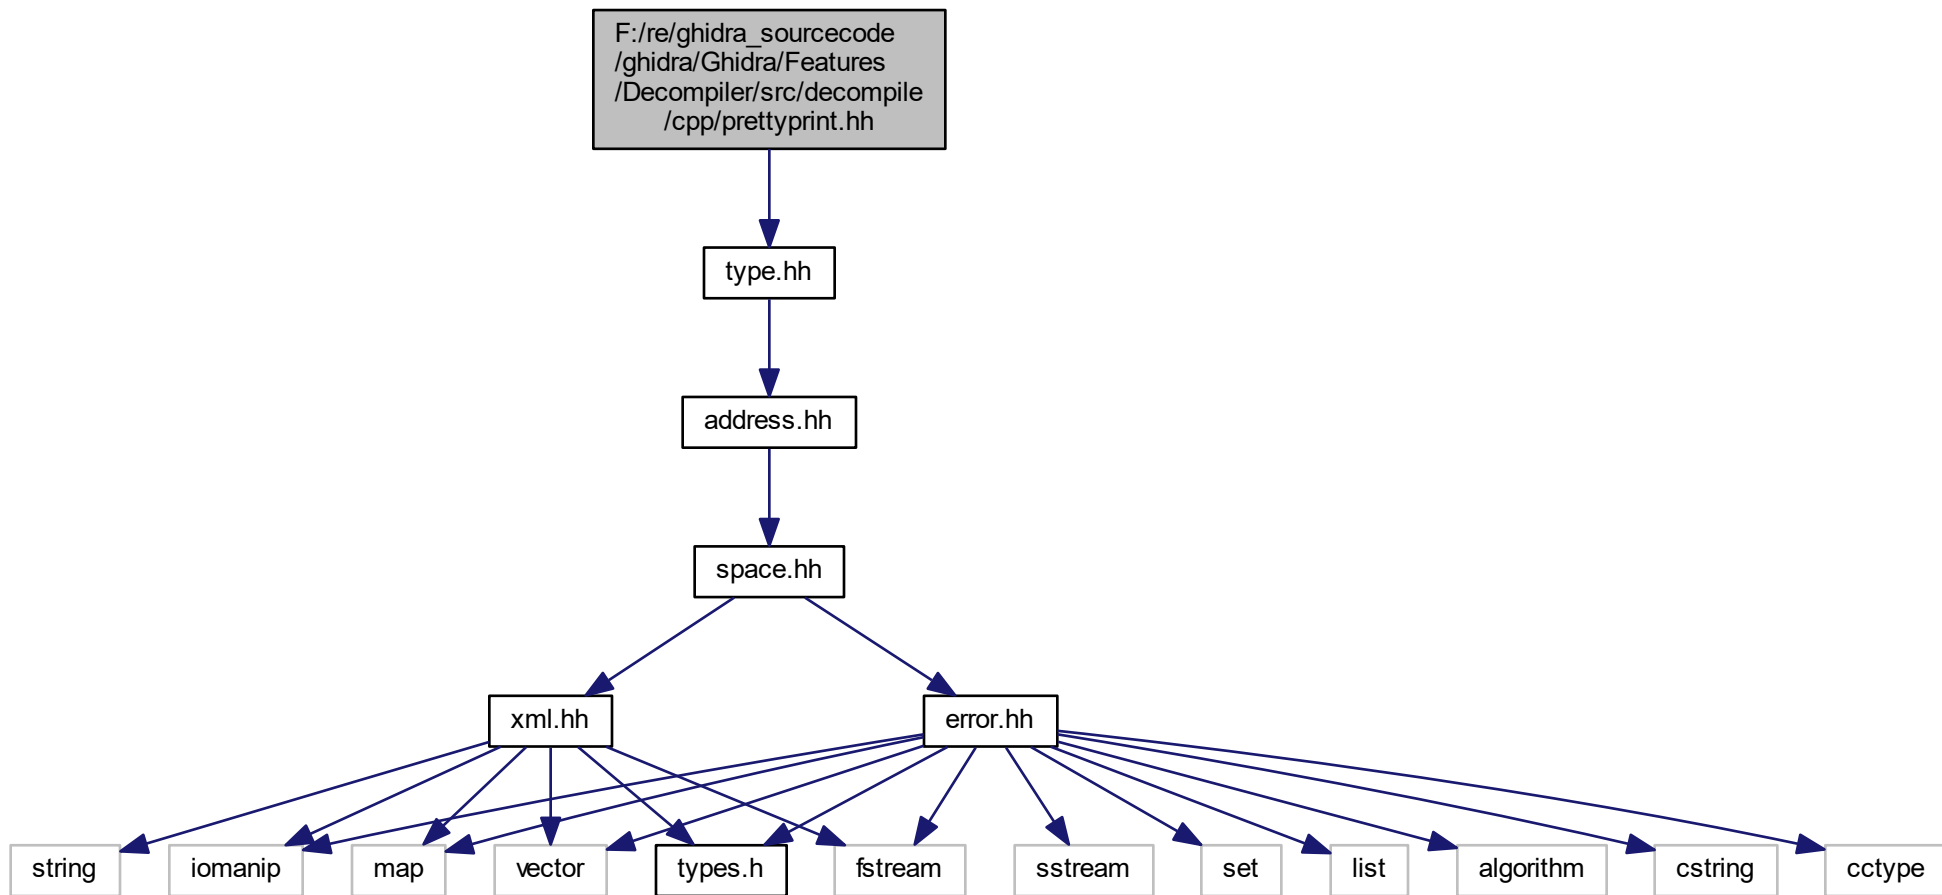 F:/re/ghidra_sourcecode
/ghidra/Ghidra/Features
/Decompiler/src/decompile
/cpp/prettyprint.hh
type.hh
address.hh
space.hh
xml.hh
error.hh
string
iomanip
map
vector
types.h
fstream
sstream
set
list
algorithm
cstring
cctype